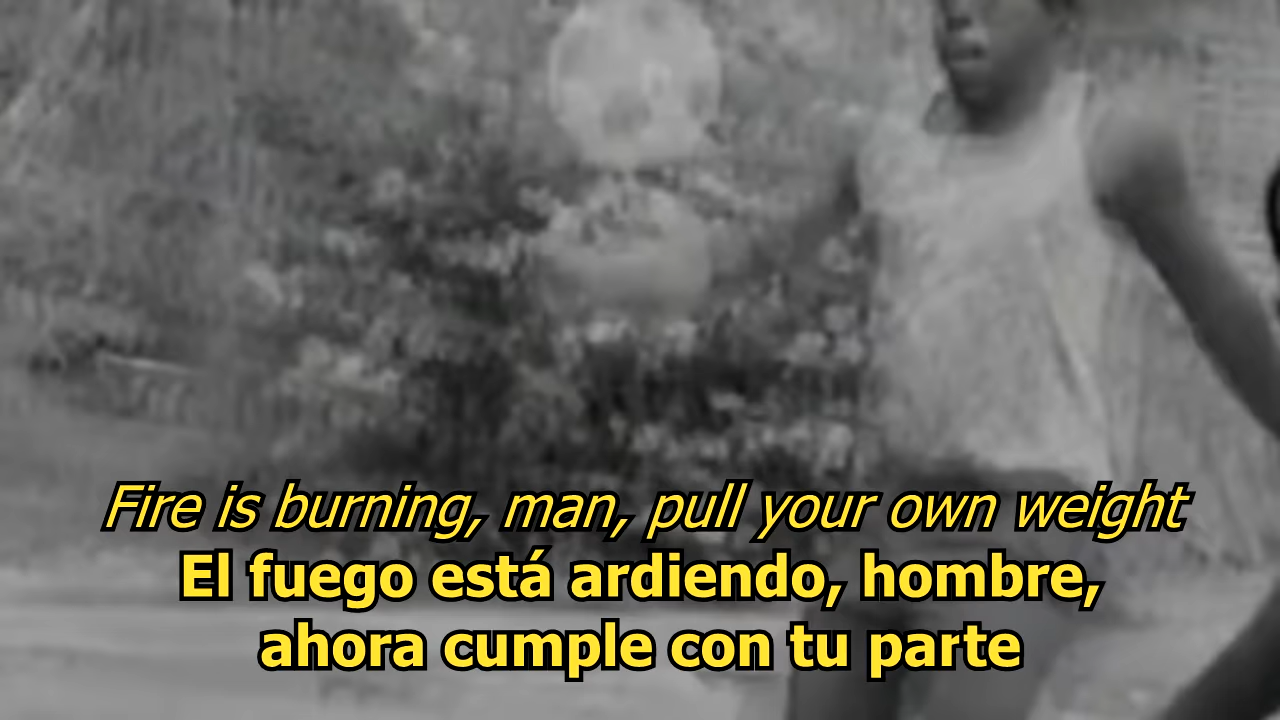 Fire is burning, man, pull your own weight
El fuego está ardiendo, hombre,
ahora cumple con tu parte